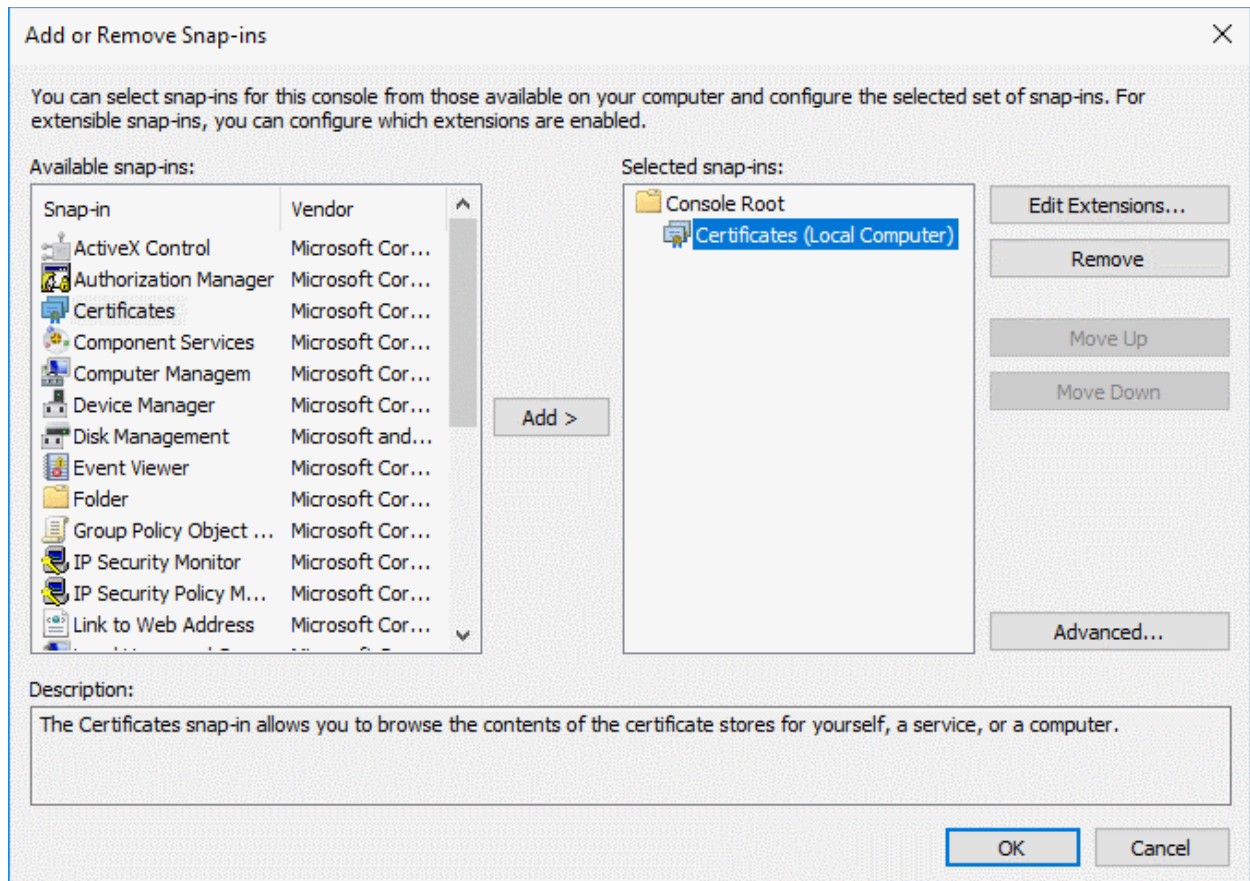 Add or Remove Snap-ins
You can select snap-ins for this console from those available on your computer and configure the selected set of snap-ins. For
extensible snap-ins, you can configure which extensions are enabled.
Available snap-ins:
Snap-in Vendor
ActiveX Control Microsoft Cor...
Authorization Manager Microsoft Cor...
Certificates Microsoft Cor...
Component Services Microsoft Cor...
Computer Managem Microsoft Cor...
Device Manager Microsoft Cor...
Disk Management Microsoft and...
Event Viewer Microsoft Cor...
Folder Microsoft Cor...
Group Policy Object ... Microsoft Cor...
IP Security Monitor Microsoft Cor...
IP Security Policy M... Microsoft Cor...
Link to Web Address Microsoft Cor...
Add >
Selected snap-ins:
Console Root
Certificates (Local Computer)
Edit Extensions...
Remove
Move Up
Move Down
Advanced...
Description:
The Certificates snap-in allows you to browse the contents of the certificate stores for yourself, a service, or a computer.
OK
Cancel